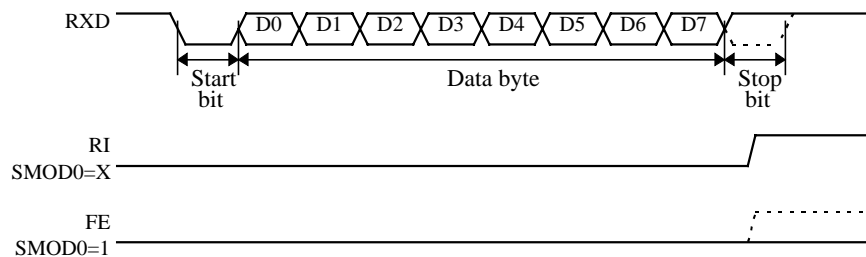 RXD D0 D1 D2 D3 D4 D5 D6 D7
Start Data byte Stop
bit bit
RI
SMOD0=X
FE
SMOD0=1